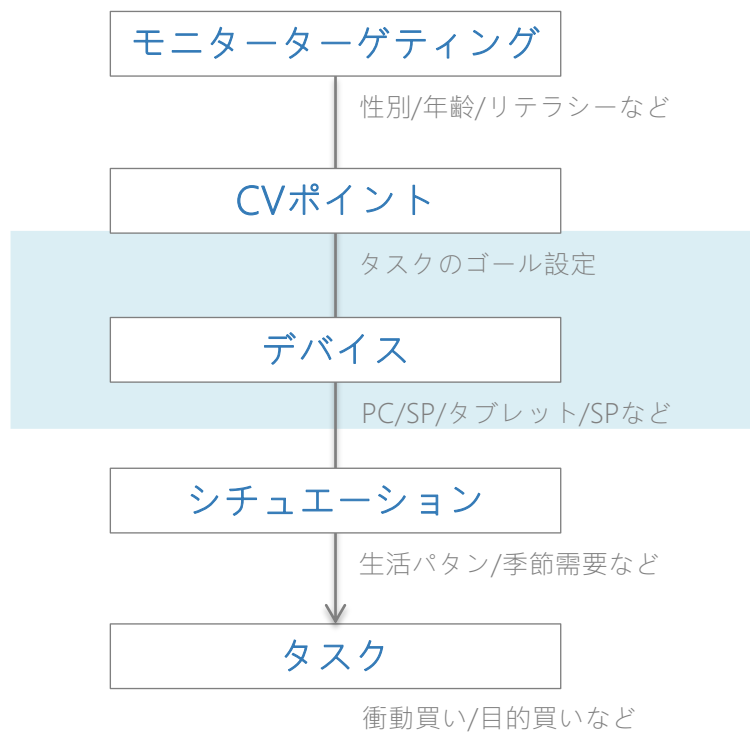 モニターターゲティング
性別/年齢/リテラシーなど
CVポイント
タスクのゴール設定
デバイス
PC/SP/タブレット/SPなど
シチュエーション
生活パタン/季節需要など
タスク
衝動買い/目的買いなど